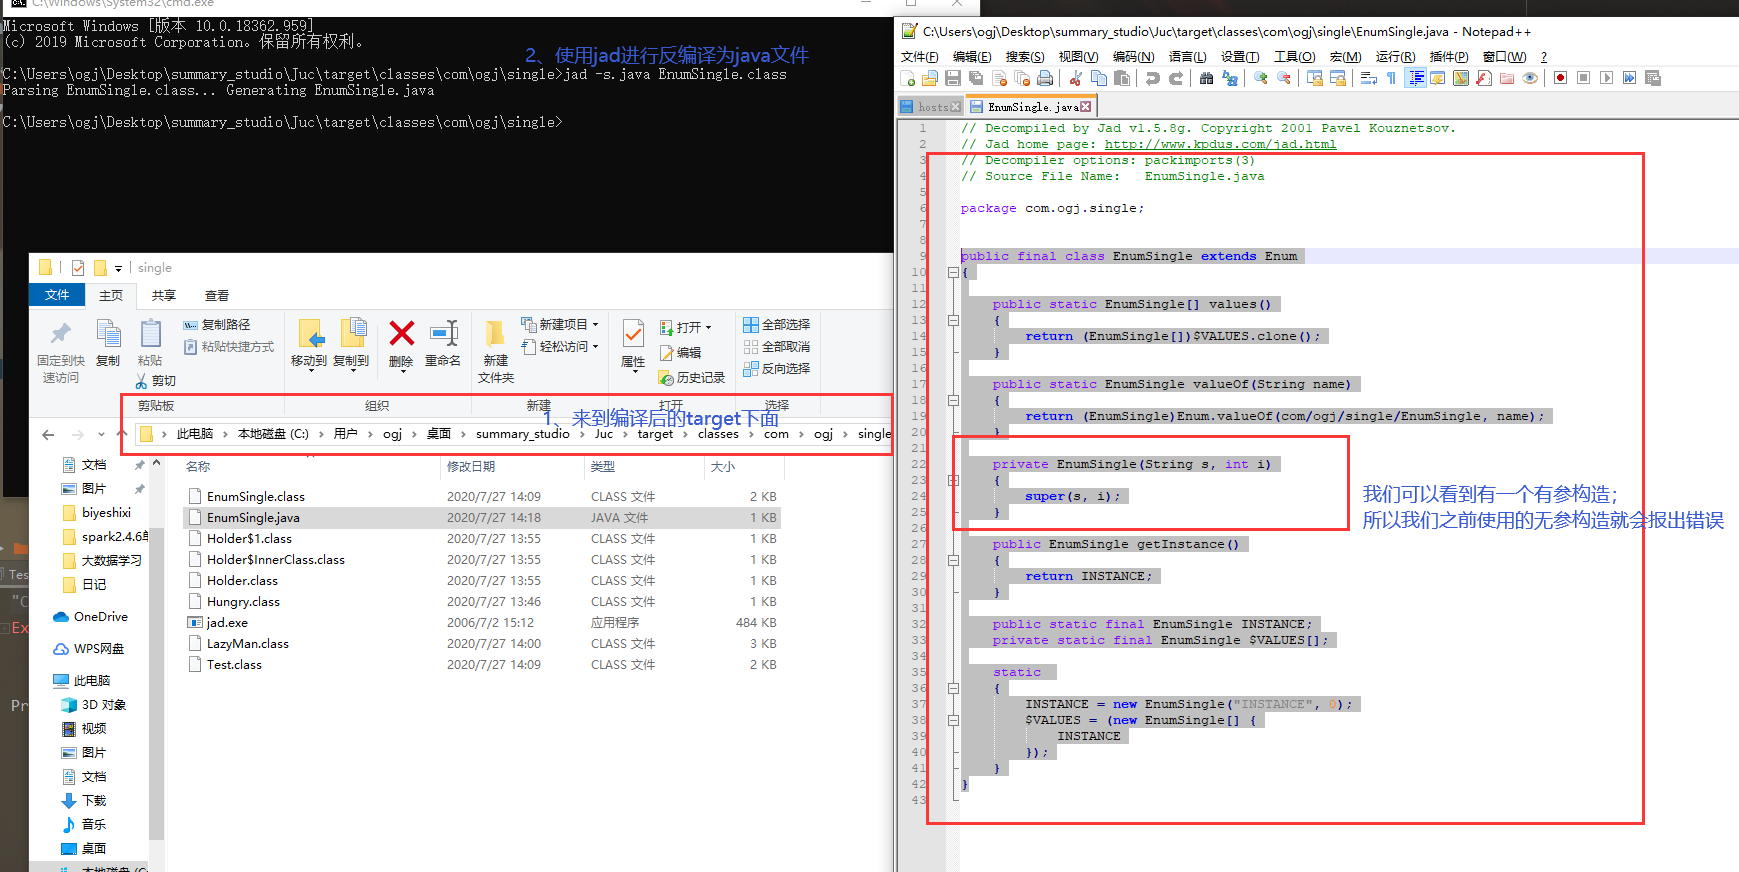 C:\Windows\System32\cmd.exe
Microsoft Windows [版本 10.0.18362.959]
(c) 2019 Microsoft Corporation。保留所有权利。
2、使用jad进行反编译为java文件
C:\Users\ogj\Desktop\summary_studio\Juc\target\classes\com\ogj\single>jad -s.java EnumSingle.class
Parsing EnumSingle.class... Generating EnumSingle.java
C:\Users\ogj\Desktop\summary_studio\Juc\target\classes\com\ogj\single>
single
文件 主页 共享 查看
固定到快速访问
复制
粘贴
复制路径
粘贴快捷方式
剪切
移动到 复制到
删除 重命名
新建文件夹
新建项目
轻松访问
属性
打开
编辑
历史记录
全部选择
全部取消
反向选择
剪贴板 组织 新建 打开 选择
1、来到编译后的target下面
此电脑 › 本地磁盘 (C:) › 用户 › ogj › 桌面 › summary_studio › Juc › target › classes › com › ogj › single
名称 修改日期 类型 大小
EnumSingle.class 2020/7/27 14:09 CLASS 文件 2 KB
EnumSingle.java 2020/7/27 14:18 JAVA 文件 1 KB
Holder$1.class 2020/7/27 13:55 CLASS 文件 1 KB
Holder$InnerClass.class 2020/7/27 13:55 CLASS 文件 1 KB
Holder.class 2020/7/27 13:55 CLASS 文件 1 KB
Hungry.class 2020/7/27 13:46 CLASS 文件 1 KB
jad.exe 2006/7/2 15:12 应用程序 484 KB
LazyMan.class 2020/7/27 14:00 CLASS 文件 3 KB
Test.class 2020/7/27 14:09 CLASS 文件 2 KB
文档
图片
biyeshixi
spark2.4.6单
大数据学习
日记
OneDrive
WPS网盘
此电脑
3D 对象
视频
图片
文档
下载
音乐
桌面
本地磁盘 (C
Tes
"C
Ex
Pr
C:\Users\ogj\Desktop\summary_studio\Juc\target\classes\com\ogj\single\EnumSingle.java - Notepad++
文件(F) 编辑(E) 搜索(S) 视图(V) 编码(N) 语言(L) 设置(T) 工具(O) 宏(M) 运行(R) 插件(P) 窗口(W) ?
hosts EnumSingle.java
1 // Decompiled by Jad v1.5.8g. Copyright 2001 Pavel Kouznetsov.
2 // Jad home page: http://www.kpdus.com/jad.html
3 // Decompiler options: packimports(3)
4 // Source File Name:   EnumSingle.java
5
6 package com.ogj.single;
7
8
9 public final class EnumSingle extends Enum
10 {
11
12     public static EnumSingle[] values()
13     {
14         return (EnumSingle[])$VALUES.clone();
15     }
16
17     public static EnumSingle valueOf(String name)
18     {
19         return (EnumSingle)Enum.valueOf(com/ogj/single/EnumSingle, name);
20     }
21
22     private EnumSingle(String s, int i)
23     {
24         super(s, i);
25     }
26
27     public EnumSingle getInstance()
28     {
29         return INSTANCE;
30     }
31
32     public static final EnumSingle INSTANCE;
33     private static final EnumSingle $VALUES[];
34
35     static
36     {
37         INSTANCE = new EnumSingle("INSTANCE", 0);
38         $VALUES = (new EnumSingle[] {
39             INSTANCE
40         });
41     }
42 }
43
我们可以看到有一个有参构造；
所以我们之前使用的无参构造就会报出错误